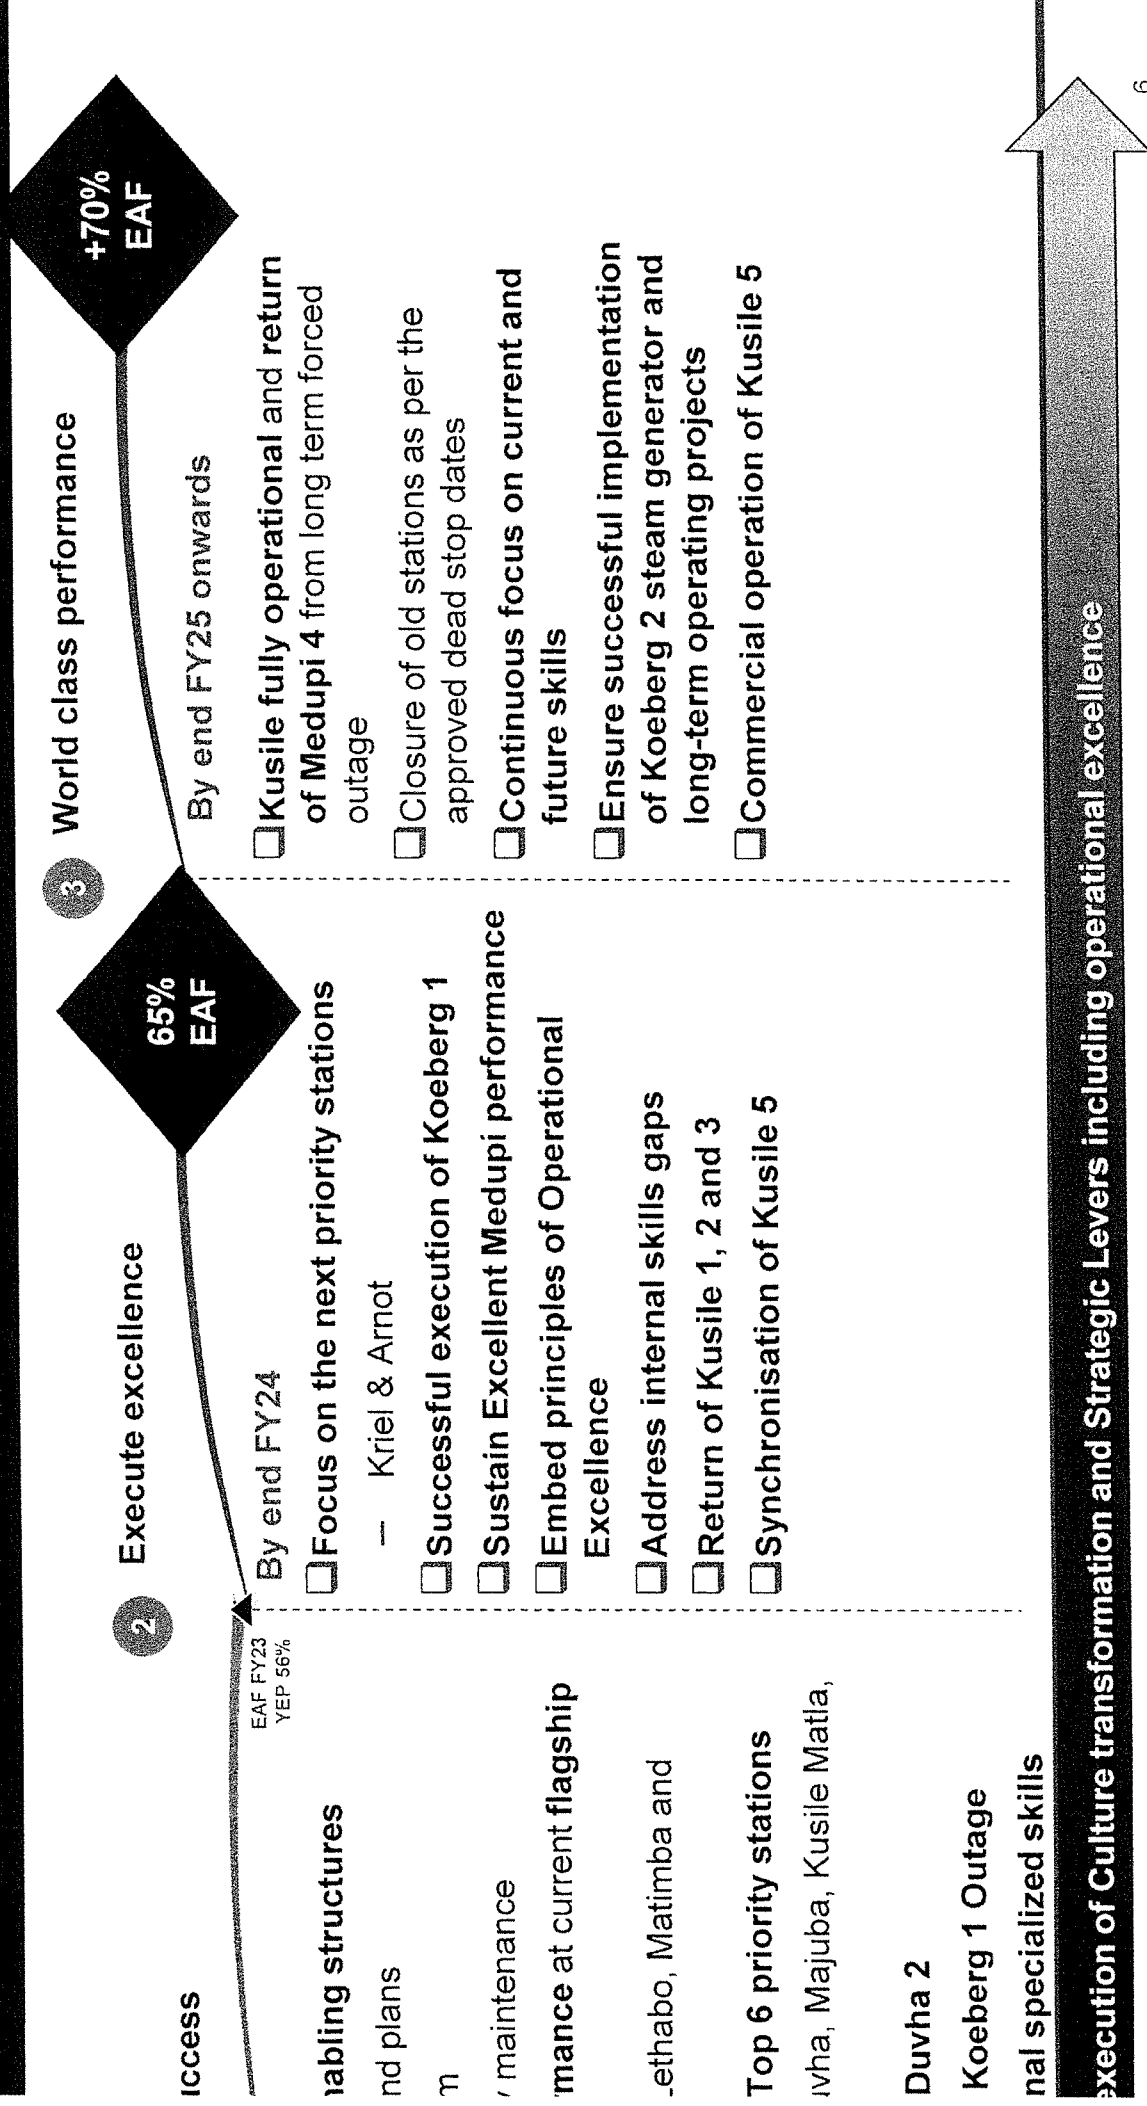 iccess
nabling structures
nd plans
m
y maintenance
mance at current flagship
ethabo, Matimba and
Top 6 priority stations
uvha, Majuba, Kusile Matla,
Duvha 2
Koeberg 1 Outage
nal specialized skills
EAF FY23
YEP 56%
2
Execute excellence
65%
EAF
By end FY24
Focus on the next priority stations
– Kriel & Arnot
Successful execution of Koeberg 1
Sustain Excellent Medupi performance
Embed principles of Operational
Excellence
Address internal skills gaps
Return of Kusile 1, 2 and 3
Synchronisation of Kusile 5
3
World class performance
+70%
EAF
By end FY25 onwards
Kusile fully operational and return
of Medupi 4 from long term forced
outage
Closure of old stations as per the
approved dead stop dates
Continuous focus on current and
future skills
Ensure successful implementation
of Koeberg 2 steam generator and
long-term operating projects
Commercial operation of Kusile 5
execution of Culture transformation and Strategic Levers including operational excellence